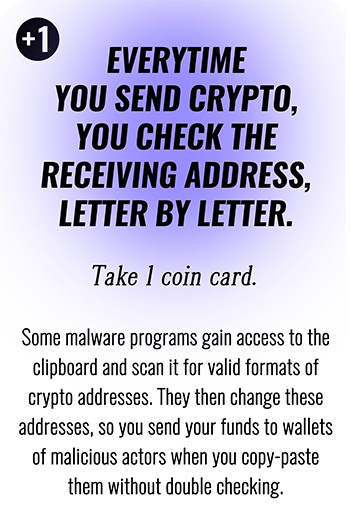 +1
EVERYTIME
YOU SEND CRYPTO,
YOU CHECK THE
RECEIVING ADDRESS,
LETTER BY LETTER.
Take 1 coin card.
Some malware programs gain access to the
clipboard and scan it for valid formats of
crypto addresses. They then change these
addresses, so you send your funds to wallets
of malicious actors when you copy-paste
them without double checking.